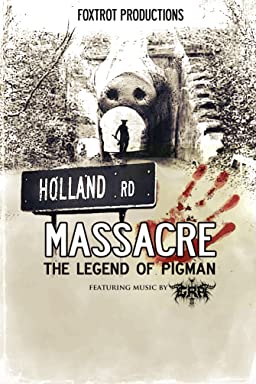 FOXTROT PRODUCTIONS
HOLLAND RD
MASSACRE
THE LEGEND OF PIGMAN
FEATURING MUSIC BY